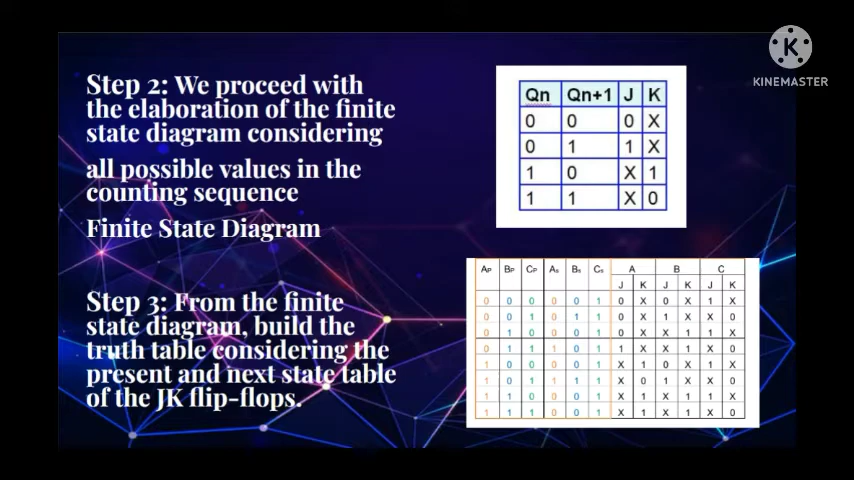 Step 2: We proceed with
the elaboration of the finite
state diagram considering
all possible values in the
counting sequence
Finite State Diagram
Step 3: From the finite
state diagram, build the
truth table considering the
present and next state table
of the JK flip-flops.
KINEMASTER
Qn Qn+1 J K
0 0 0 X
0 1 1 X
1 0 X 1
1 1 X 0
AP BP CP As Bs Cs A B C
J K J K J K
0 0 0 0 0 1 0 X 0 X 1 X
0 0 1 0 1 1 0 X 1 X X 0
0 1 0 0 0 1 0 X X 1 1 X
0 1 1 1 0 1 1 X X 1 X 0
1 0 0 0 0 1 X 1 0 X 1 X
1 0 1 1 1 1 X 0 1 X X 0
1 1 0 0 0 1 X 1 X 1 1 X
1 1 1 0 0 1 X 1 X 1 X 0